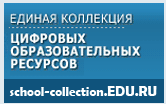 ЕДИНАЯ КОЛЛЕКЦИЯ
ЦИФРОВЫХ
ОБРАЗОВАТЕЛЬНЫХ
РЕСУРСОВ
school-collection.EDU.RU